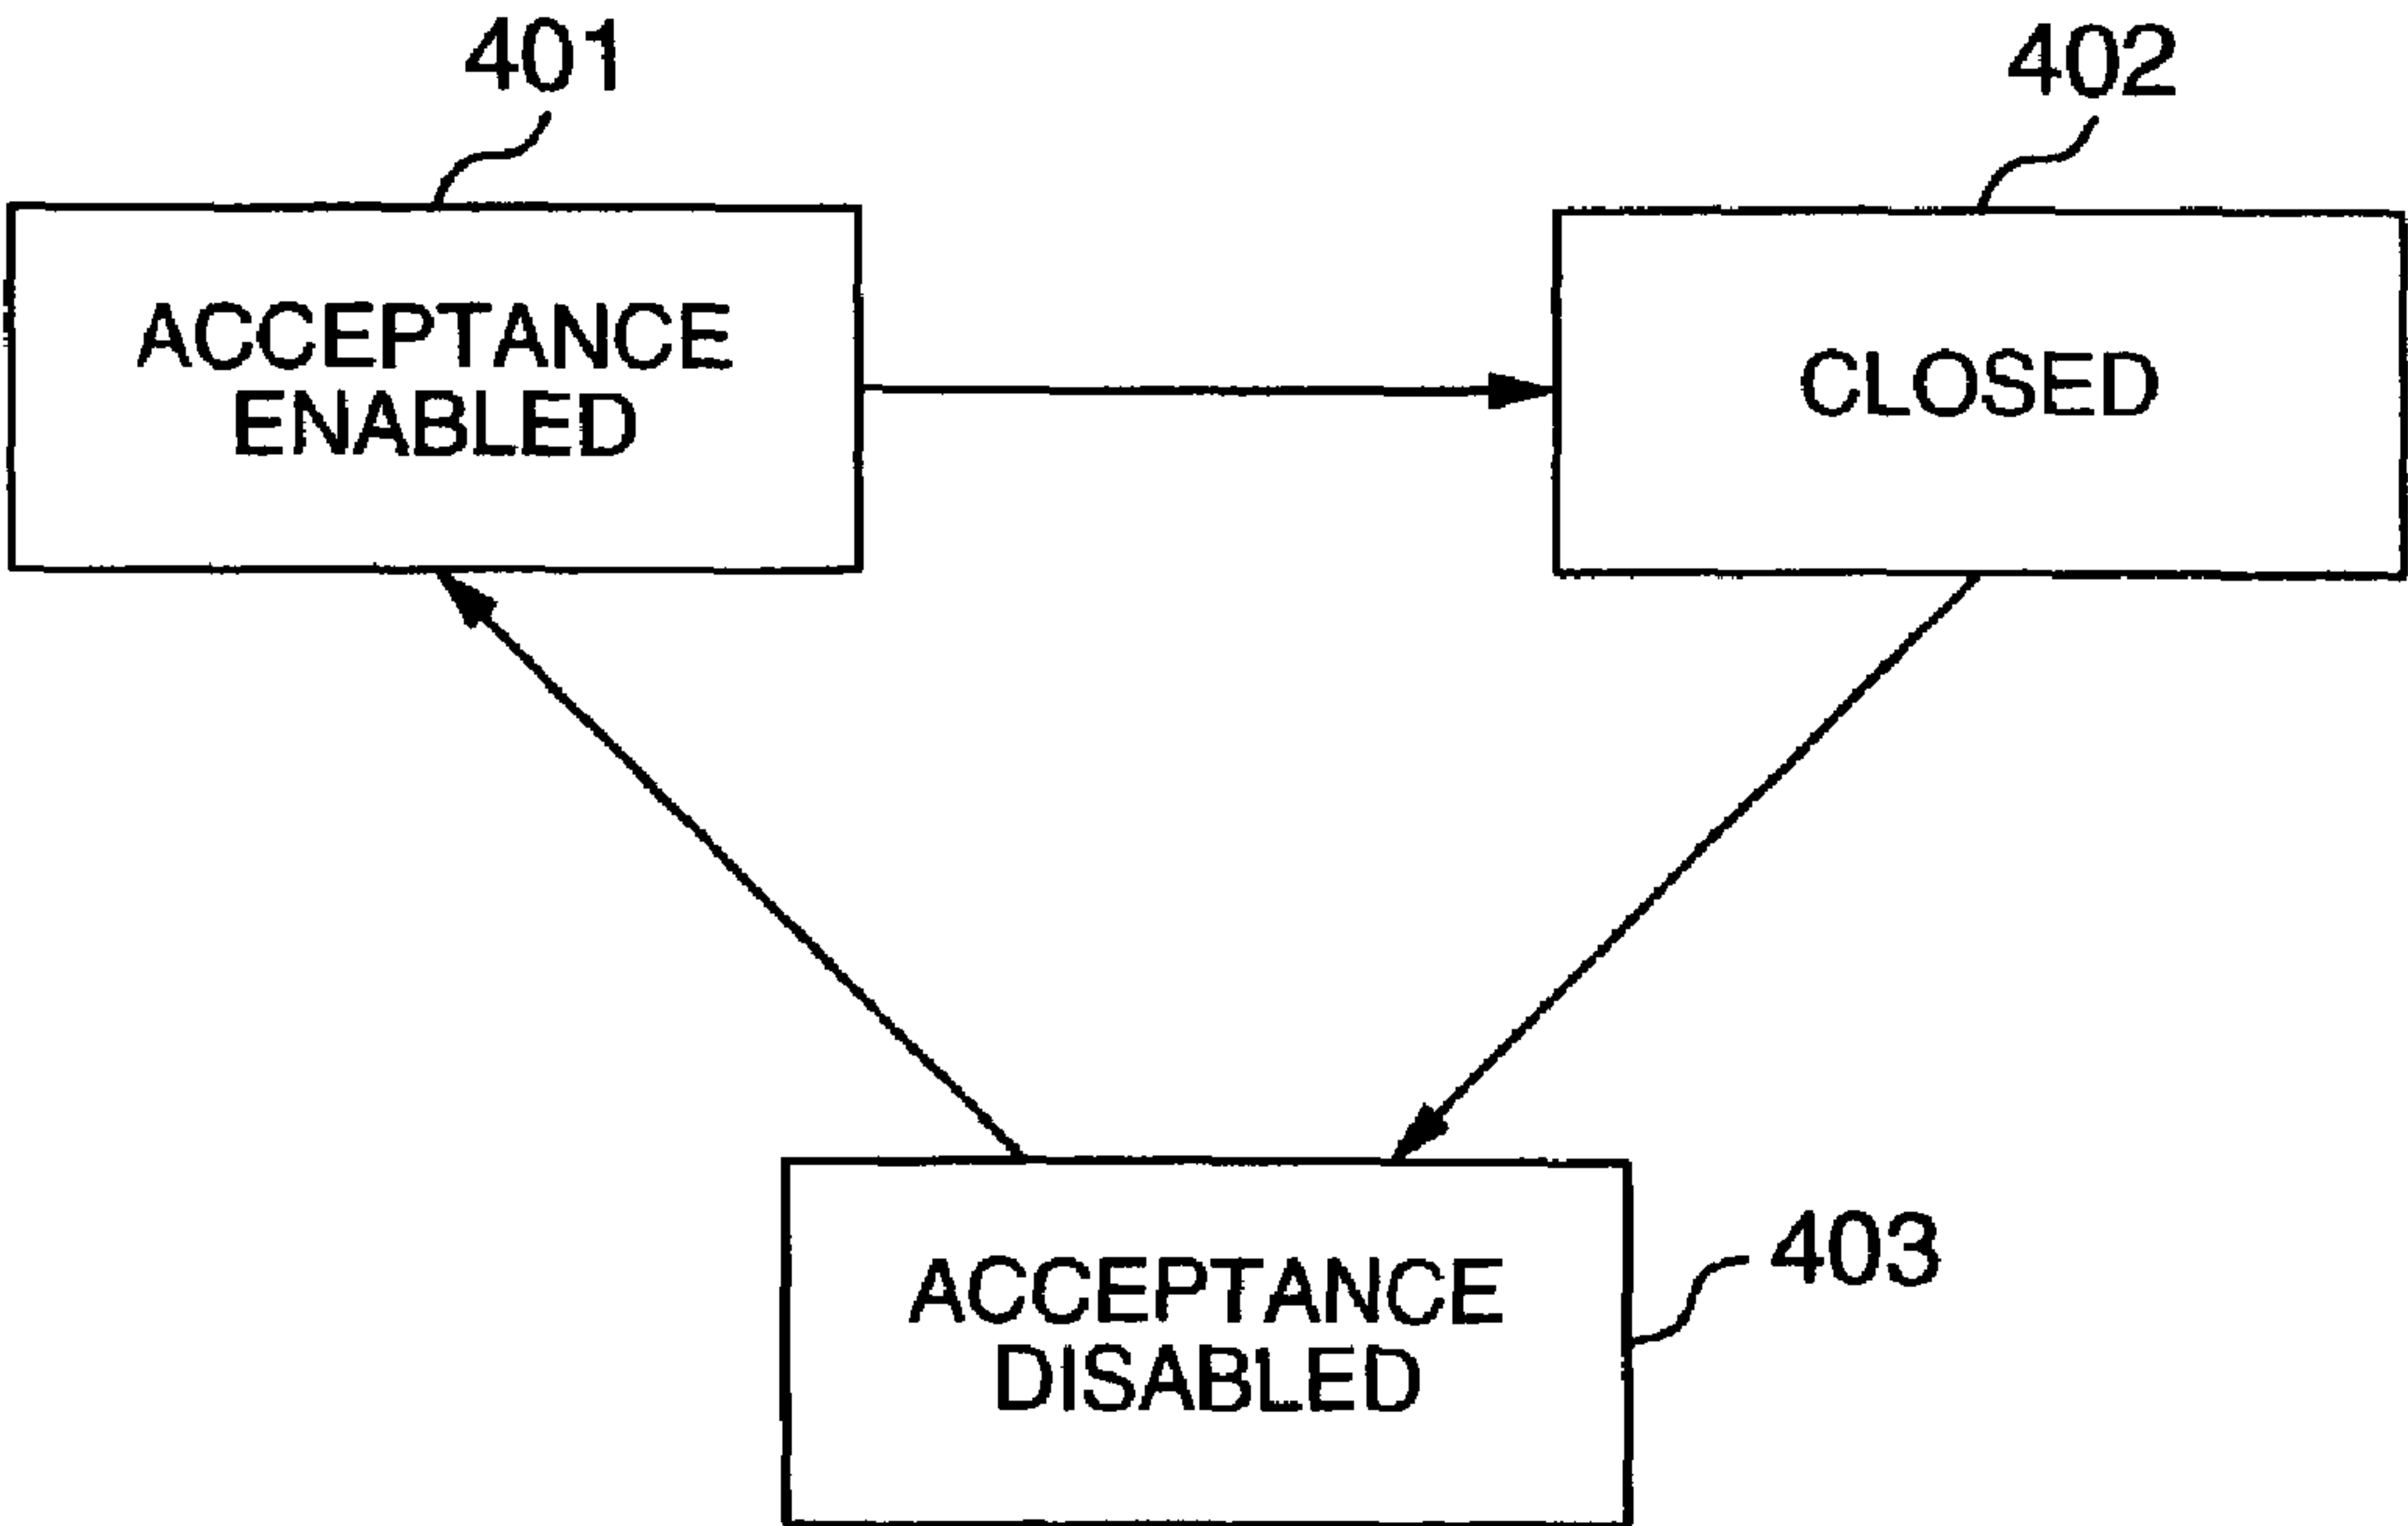 401
402
ACCEPTANCE
ENABLED
CLOSED
ACCEPTANCE
DISABLED
403